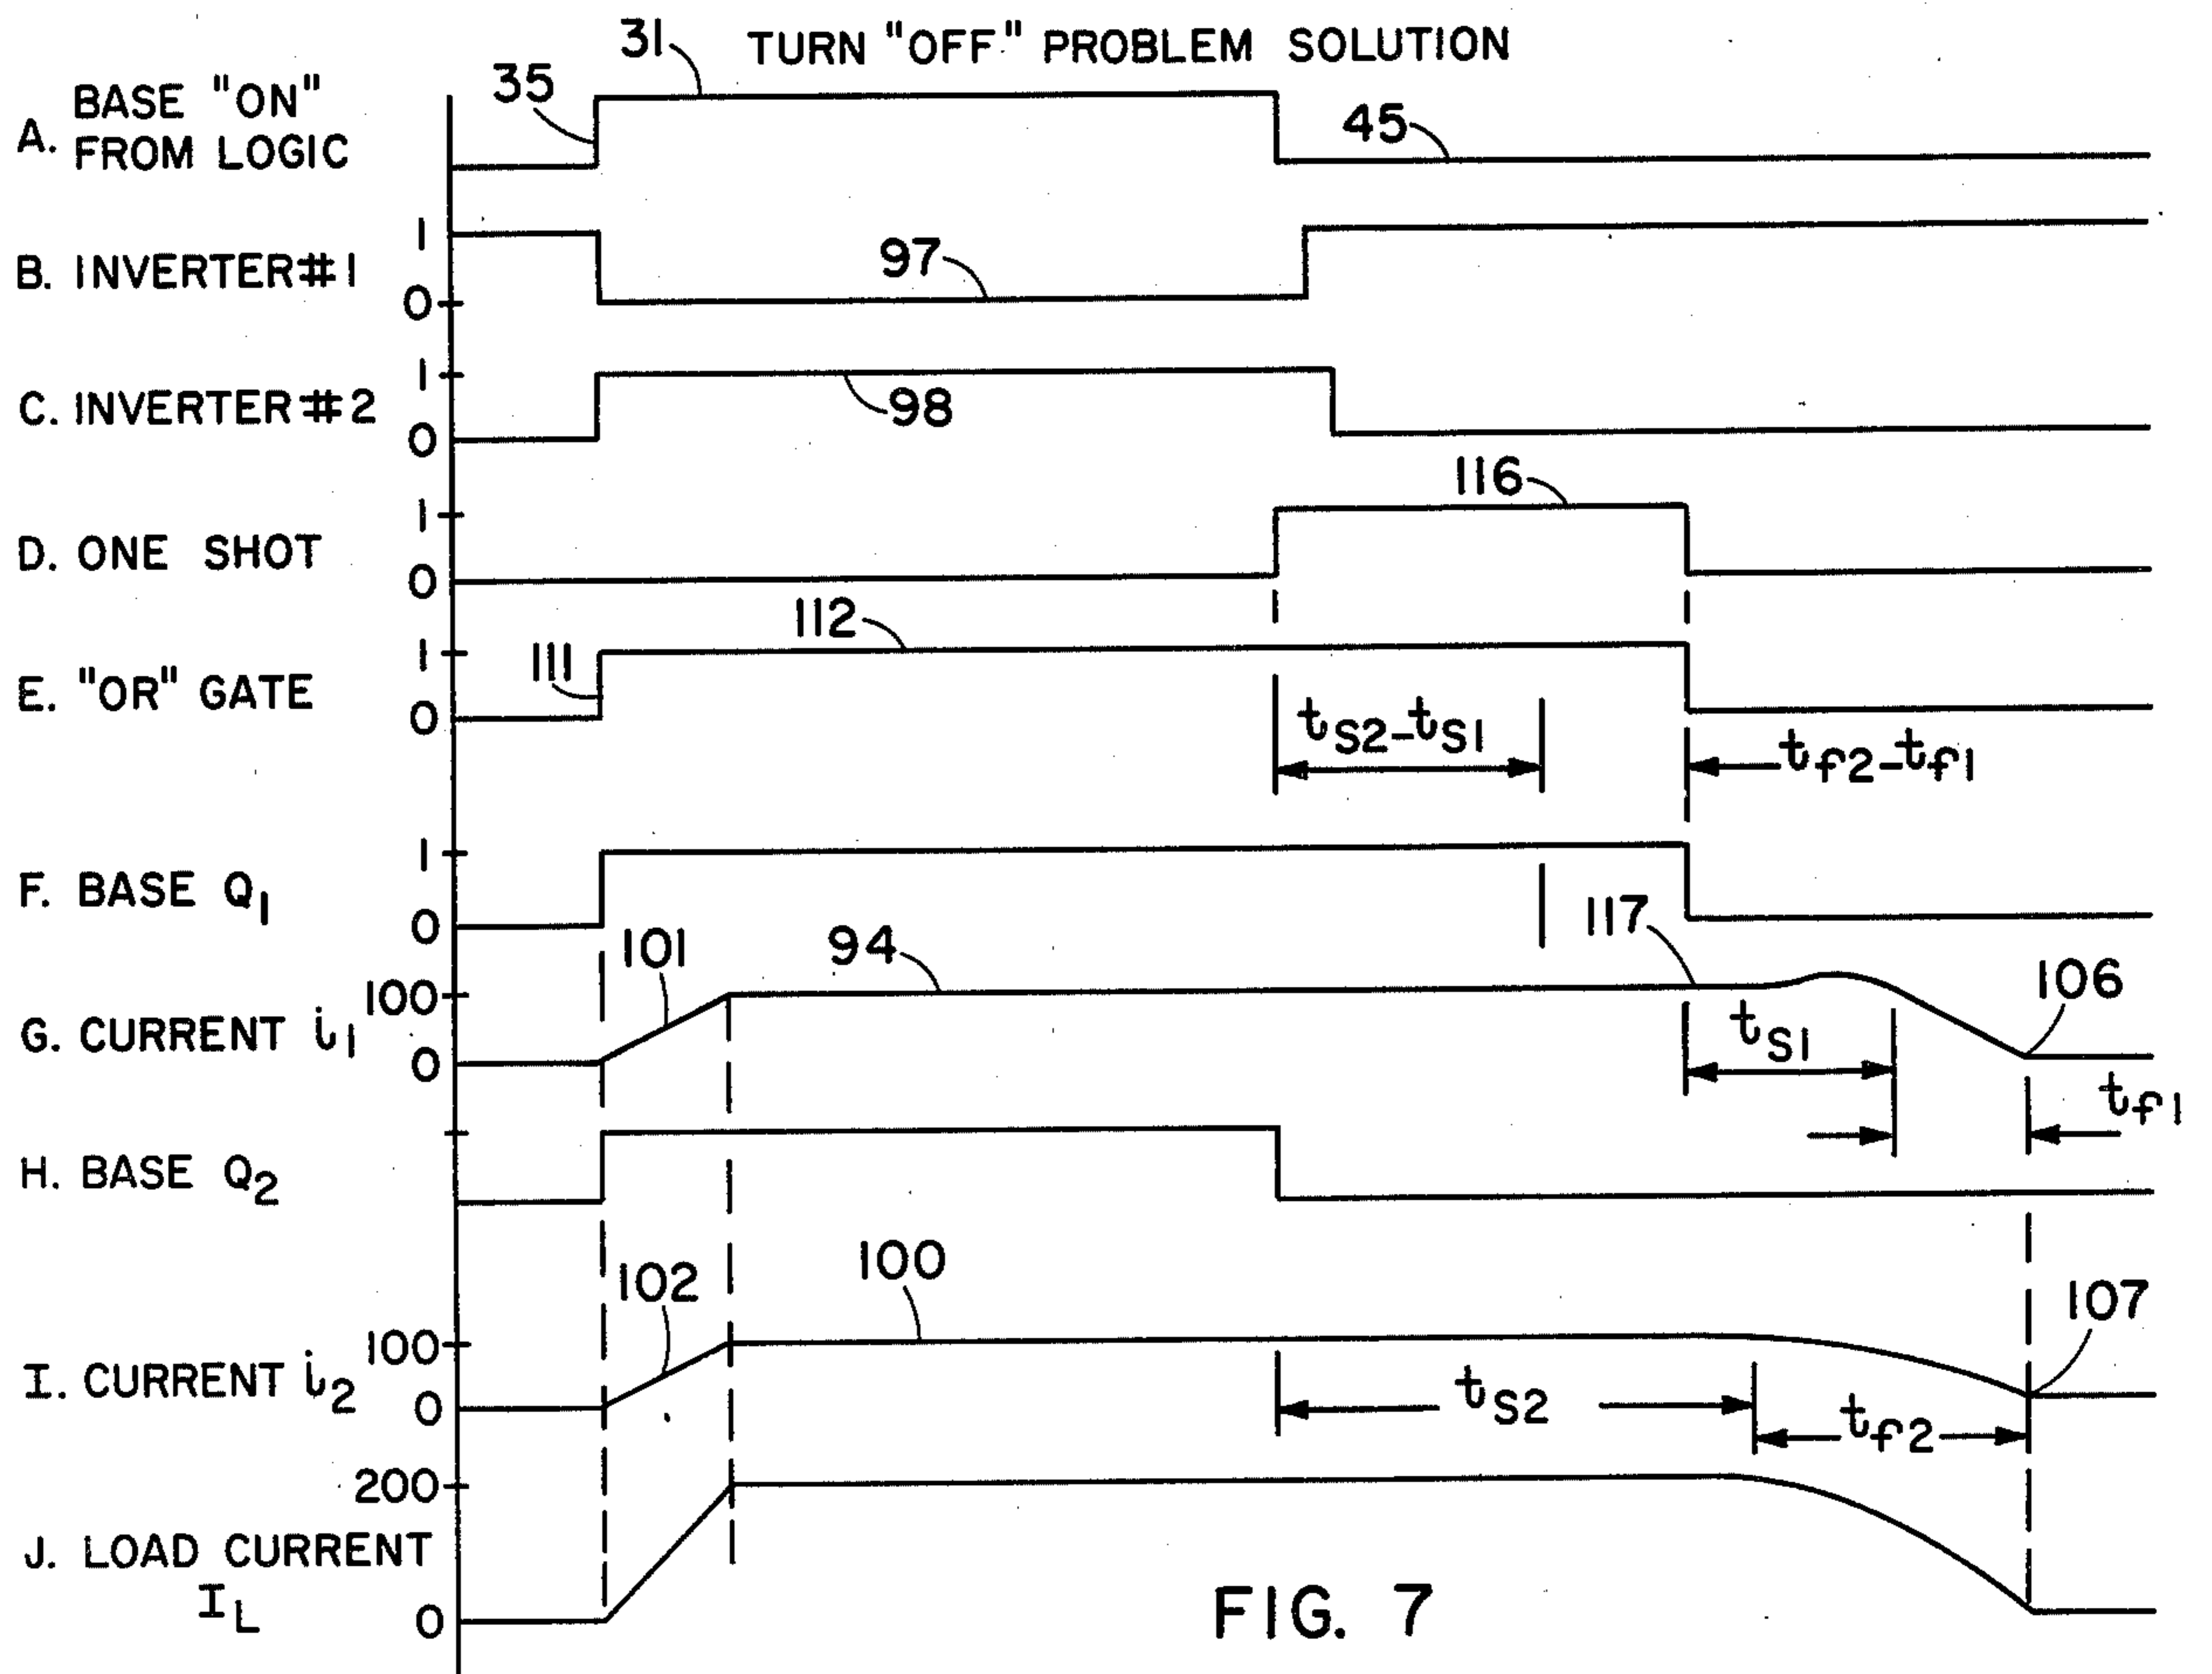 TURN "OFF" PROBLEM SOLUTION
31
35
45
A. BASE "ON"
FROM LOGIC
1
97
B. INVERTER#1
0
1
98
C. INVERTER#2
0
116
1
D. ONE SHOT
0
112
1
111
E. "OR" GATE
0
tS2-tS1
tf2-tf1
1
F. BASE Q1
0
117
101
94
106
100
G. CURRENT i1
0
tS1
tf1
H. BASE Q2
102
100
107
100
I. CURRENT i2
0
tS2
tf2
200
J. LOAD CURRENT
IL
0
FIG. 7